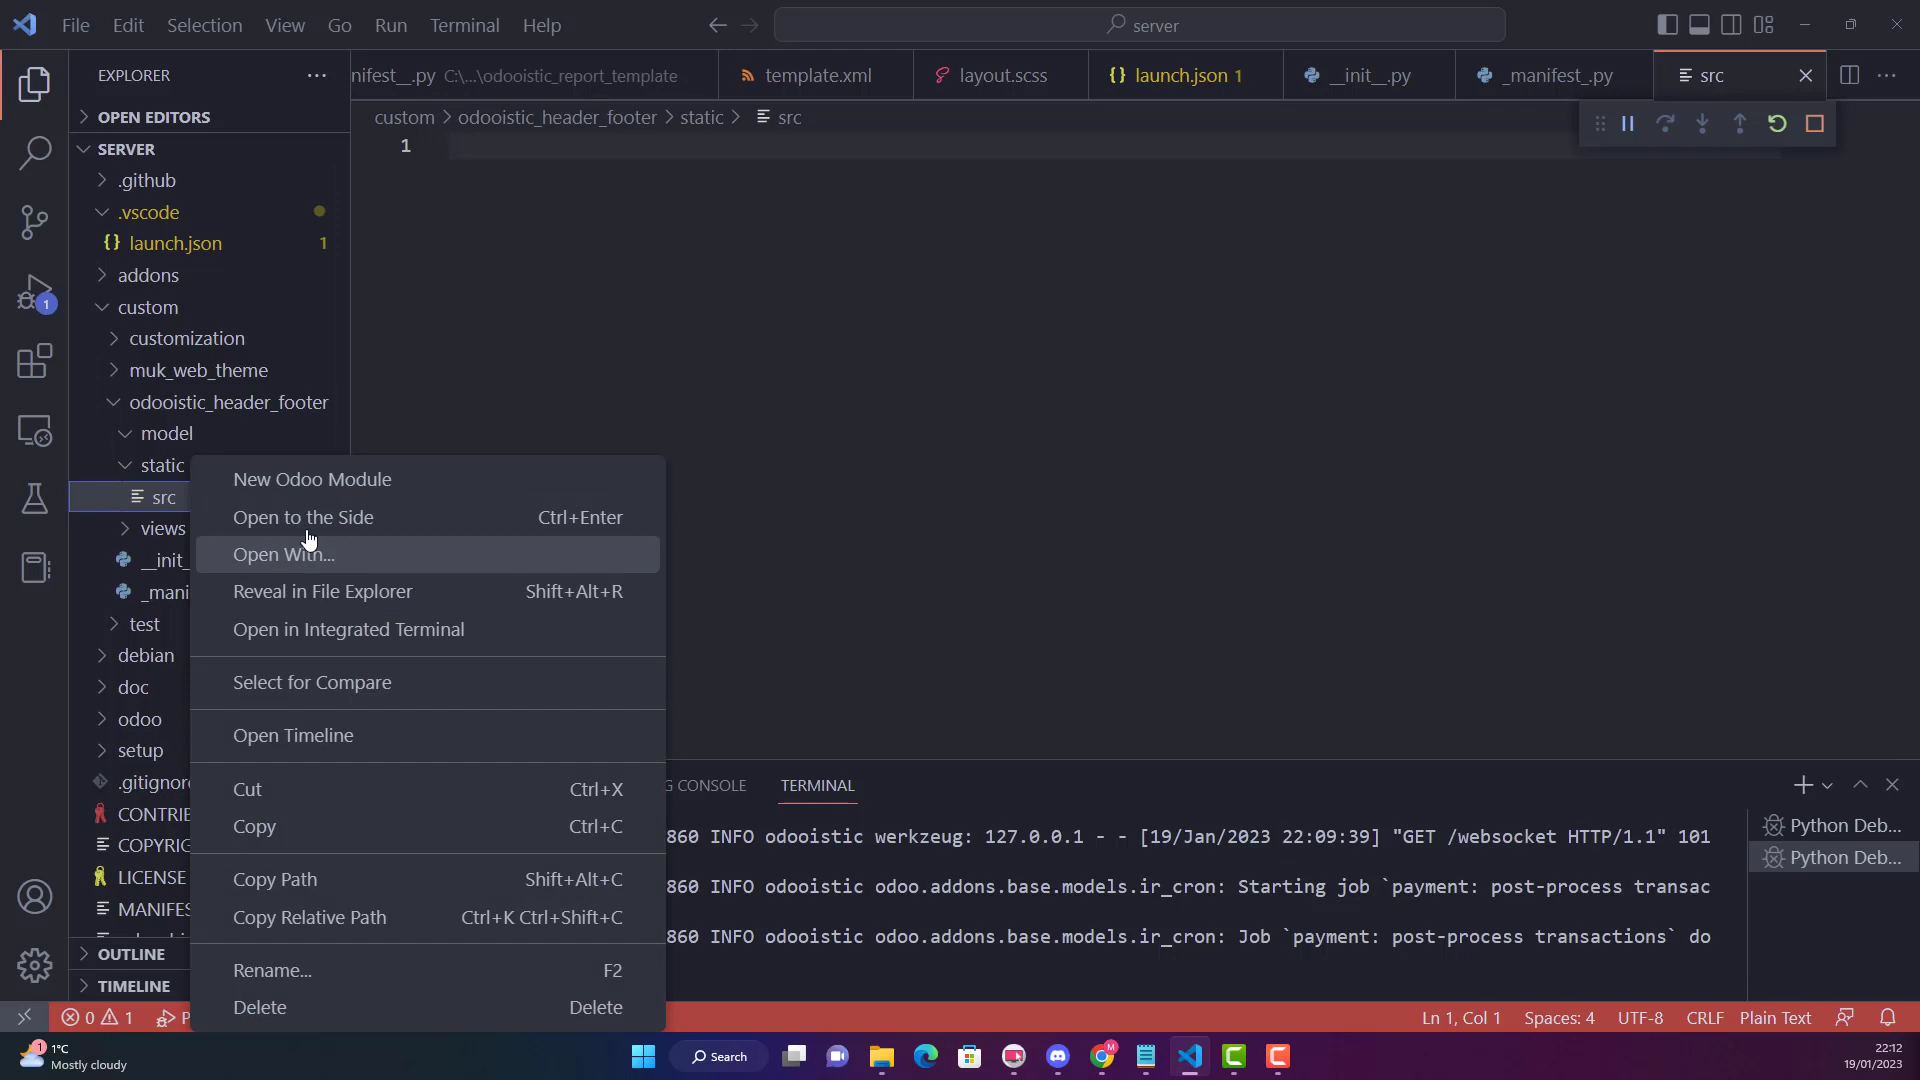 File Edit Selection View Go Run Terminal Help
server
EXPLORER
nifest__.py C:\...\odooistic_report_template
template.xml
layout.scss
launch.json 1
__init__.py
_manifest_.py
src
OPEN EDITORS
custom > odooistic_header_footer > static > src
1
SERVER
.github
.vscode
launch.json 1
addons
custom
customization
muk_web_theme
odooistic_header_footer
model
static
src
views
__init_
_mani
test
debian
doc
odoo
setup
.gitignor
CONTRIB
COPYRIG
LICENSE
MANIFES
OUTLINE
TIMELINE
1
New Odoo Module
Open to the Side Ctrl+Enter
Open With...
Reveal in File Explorer Shift+Alt+R
Open in Integrated Terminal
Select for Compare
Open Timeline
Cut Ctrl+X
Copy Ctrl+C
Copy Path Shift+Alt+C
Copy Relative Path Ctrl+K Ctrl+Shift+C
Rename... F2
Delete Delete
G CONSOLE TERMINAL
860 INFO odooistic werkzeug: 127.0.0.1 - - [19/Jan/2023 22:09:39] "GET /websocket HTTP/1.1" 101
860 INFO odooistic odoo.addons.base.models.ir_cron: Starting job `payment: post-process transac
860 INFO odooistic odoo.addons.base.models.ir_cron: Job `payment: post-process transactions` do
Python Deb...
Python Deb...
0 1 P
Ln 1, Col 1 Spaces: 4 UTF-8 CRLF Plain Text
1
1°C
Mostly cloudy
Search
M
22:12
19/01/2023